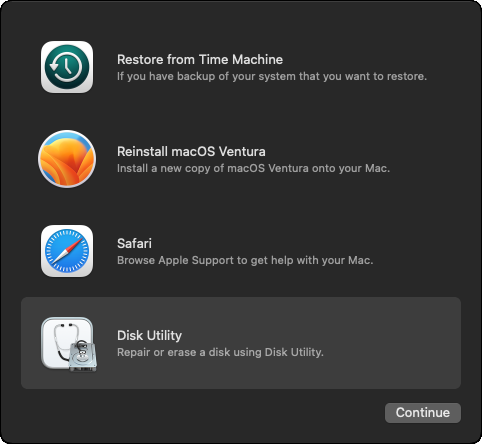 Restore from Time Machine
If you have backup of your system that you want to restore.
Reinstall macOS Ventura
Install a new copy of macOS Ventura onto your Mac.
Safari
Browse Apple Support to get help with your Mac.
Disk Utility
Repair or erase a disk using Disk Utility.
Continue